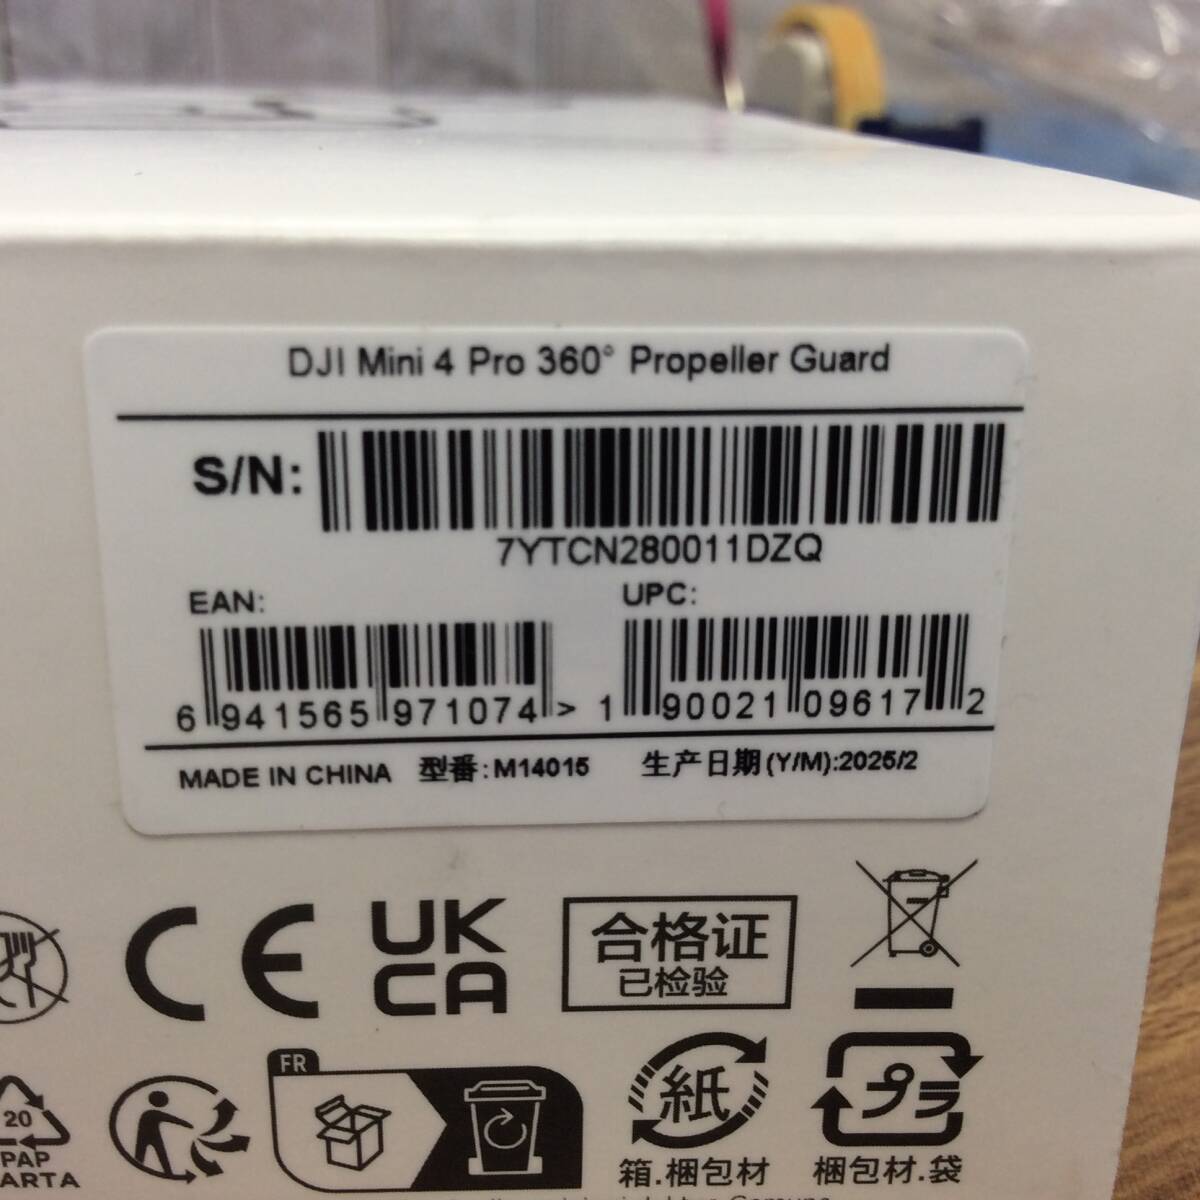 DJI Mini 4 Pro 360° Propeller Guard
S/N:
7YTCN280011DZQ
EAN: UPC:
6 941565 971074 > 1 90021 09617 2
MADE IN CHINA 型番:M14015 生产日期(Y/M):2025/2
CE UK CA
合格证
已检验
FR
20
PAP
紙
プラ
箱.梱包材
梱包材.袋